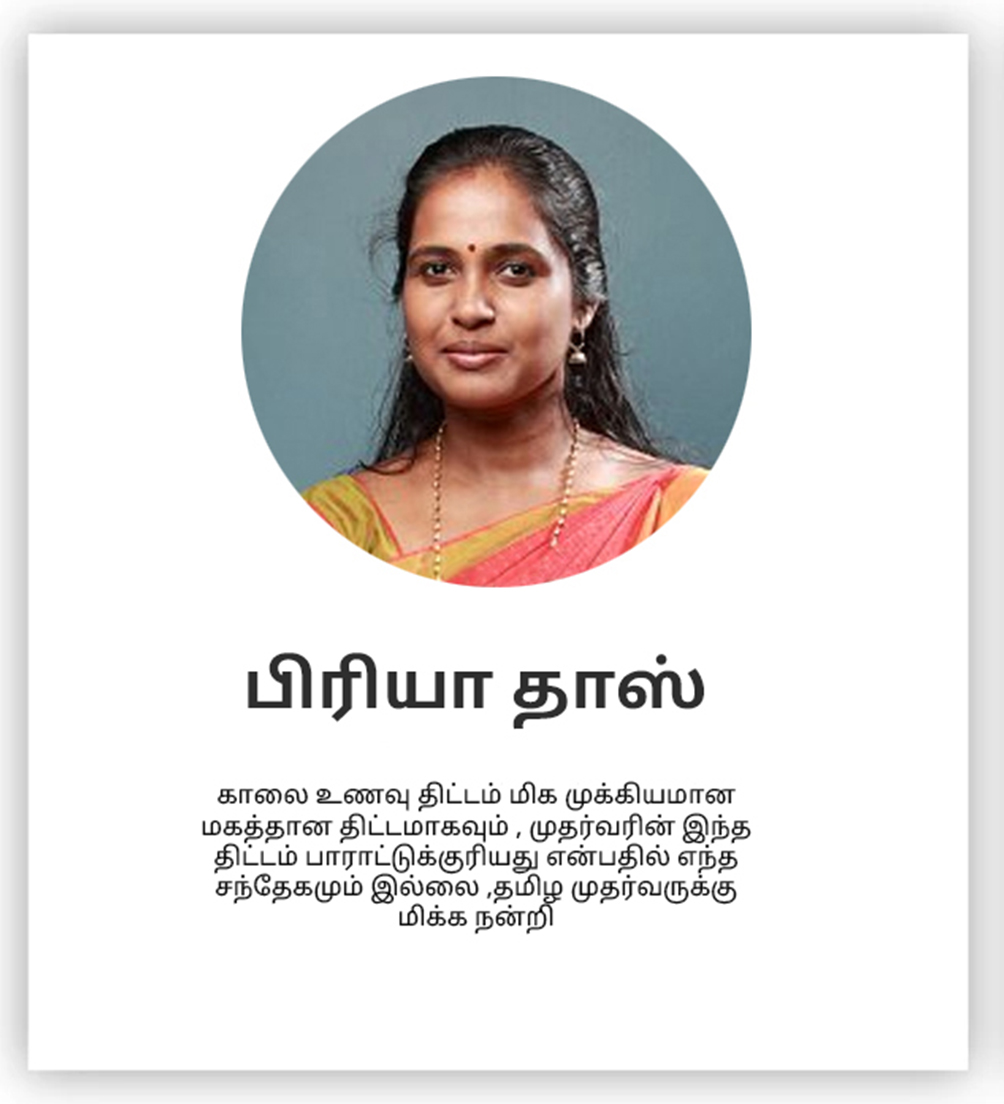 பிரியா தாஸ்
காலை உணவு திட்டம் மிக முக்கியமான
மகத்தான திட்டமாகவும் , முதர்வரின் இந்த
திட்டம் பாராட்டுக்குரியது என்பதில் எந்த
சந்தேகமும் இல்லை ,தமிழ முதர்வருக்கு
மிக்க நன்றி